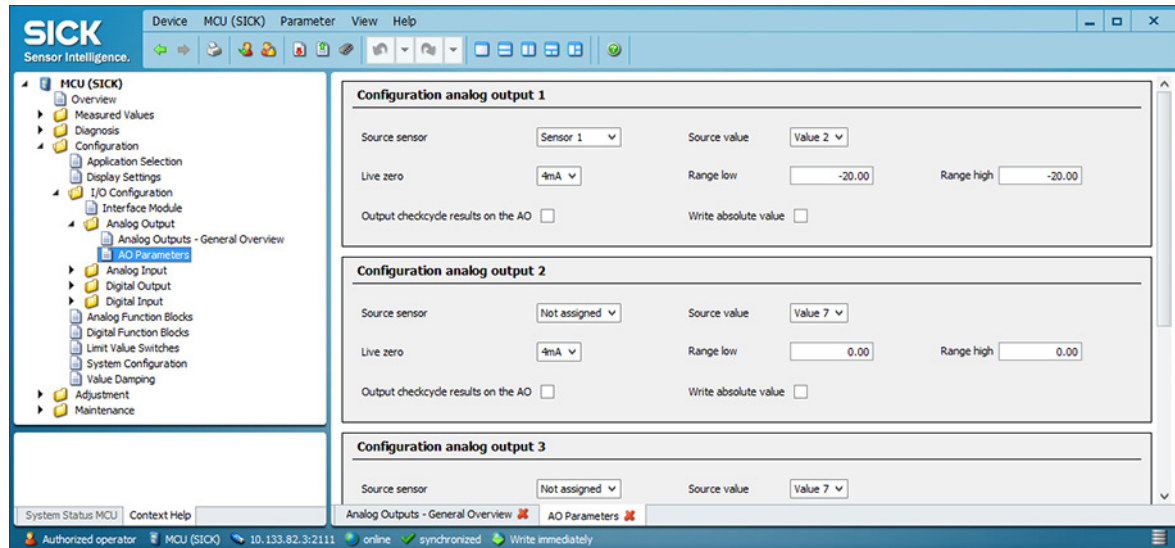 SICK
Sensor Intelligence.
Device MCU (SICK) Parameter View Help
MCU (SICK)
Overview
Measured Values
Diagnosis
Configuration
Application Selection
Display Settings
I/O Configuration
Interface Module
Analog Output
Analog Outputs - General Overview
AO Parameters
Analog Input
Digital Output
Digital Input
Analog Function Blocks
Digital Function Blocks
Limit Value Switches
System Configuration
Value Damping
Adjustment
Maintenance
System Status MCU Context Help
Configuration analog output 1
Source sensor Sensor 1 Source value Value 2
Live zero 4mA Range low -20.00 Range high -20.00
Output checkcycle results on the AO Write absolute value
Configuration analog output 2
Source sensor Not assigned Source value Value 7
Live zero 4mA Range low 0.00 Range high 0.00
Output checkcycle results on the AO Write absolute value
Configuration analog output 3
Source sensor Not assigned Source value Value 7
Analog Outputs - General Overview AO Parameters
Authorized operator MCU (SICK) 10.133.82.3:2111 online synchronized Write immediately